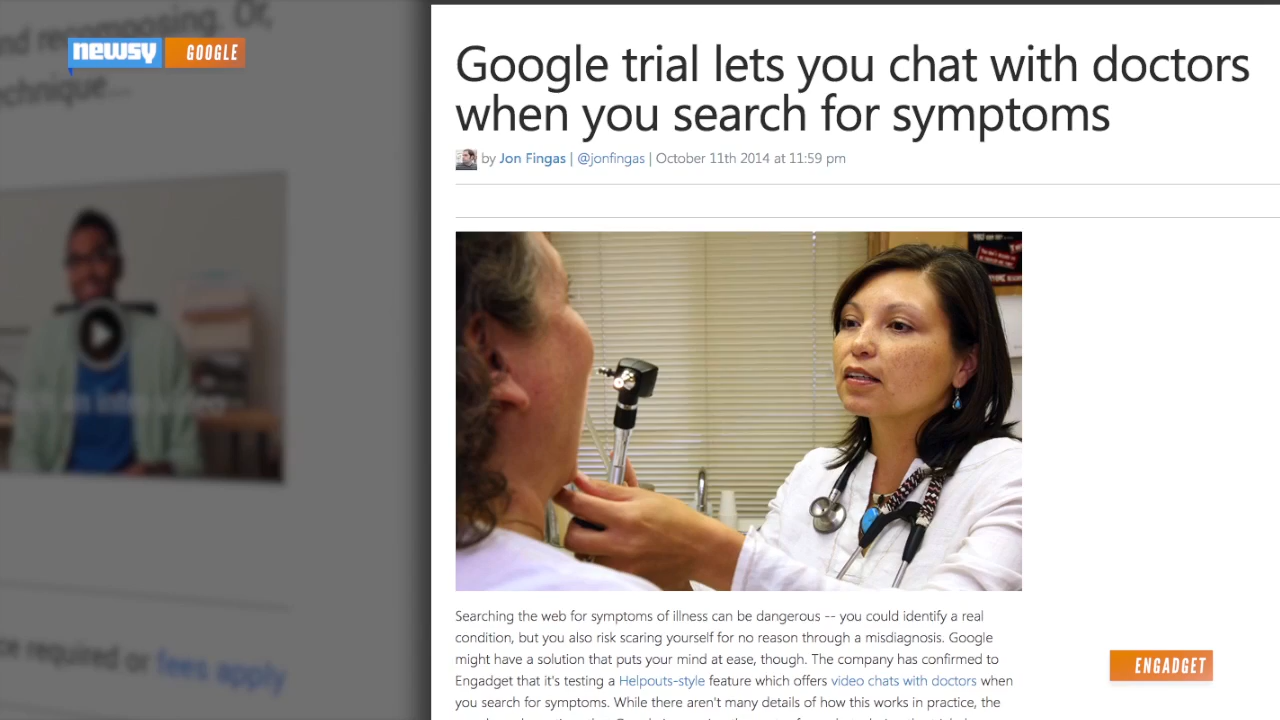 nd recomposing. Or,
echnique...
newsy GOOGLE
ce required or fees apply
Google trial lets you chat with doctors
when you search for symptoms
by Jon Fingas | @jonfingas | October 11th 2014 at 11:59 pm
Searching the web for symptoms of illness can be dangerous -- you could identify a real
condition, but you also risk scaring yourself for no reason through a misdiagnosis. Google
might have a solution that puts your mind at ease, though. The company has confirmed to
Engadget that it's testing a Helpouts-style feature which offers video chats with doctors when
you search for symptoms. While there aren't many details of how this works in practice, the
ENGADGET